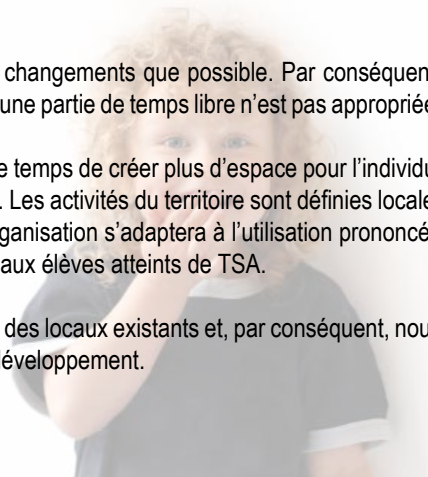 changements que possible. Par conséquen
une partie de temps libre n’est pas appropriée
e temps de créer plus d’espace pour l’individu
. Les activités du territoire sont définies locale
ganisation s’adaptera à l’utilisation prononcé
aux élèves atteints de TSA.
des locaux existants et, par conséquent, nou
développement.